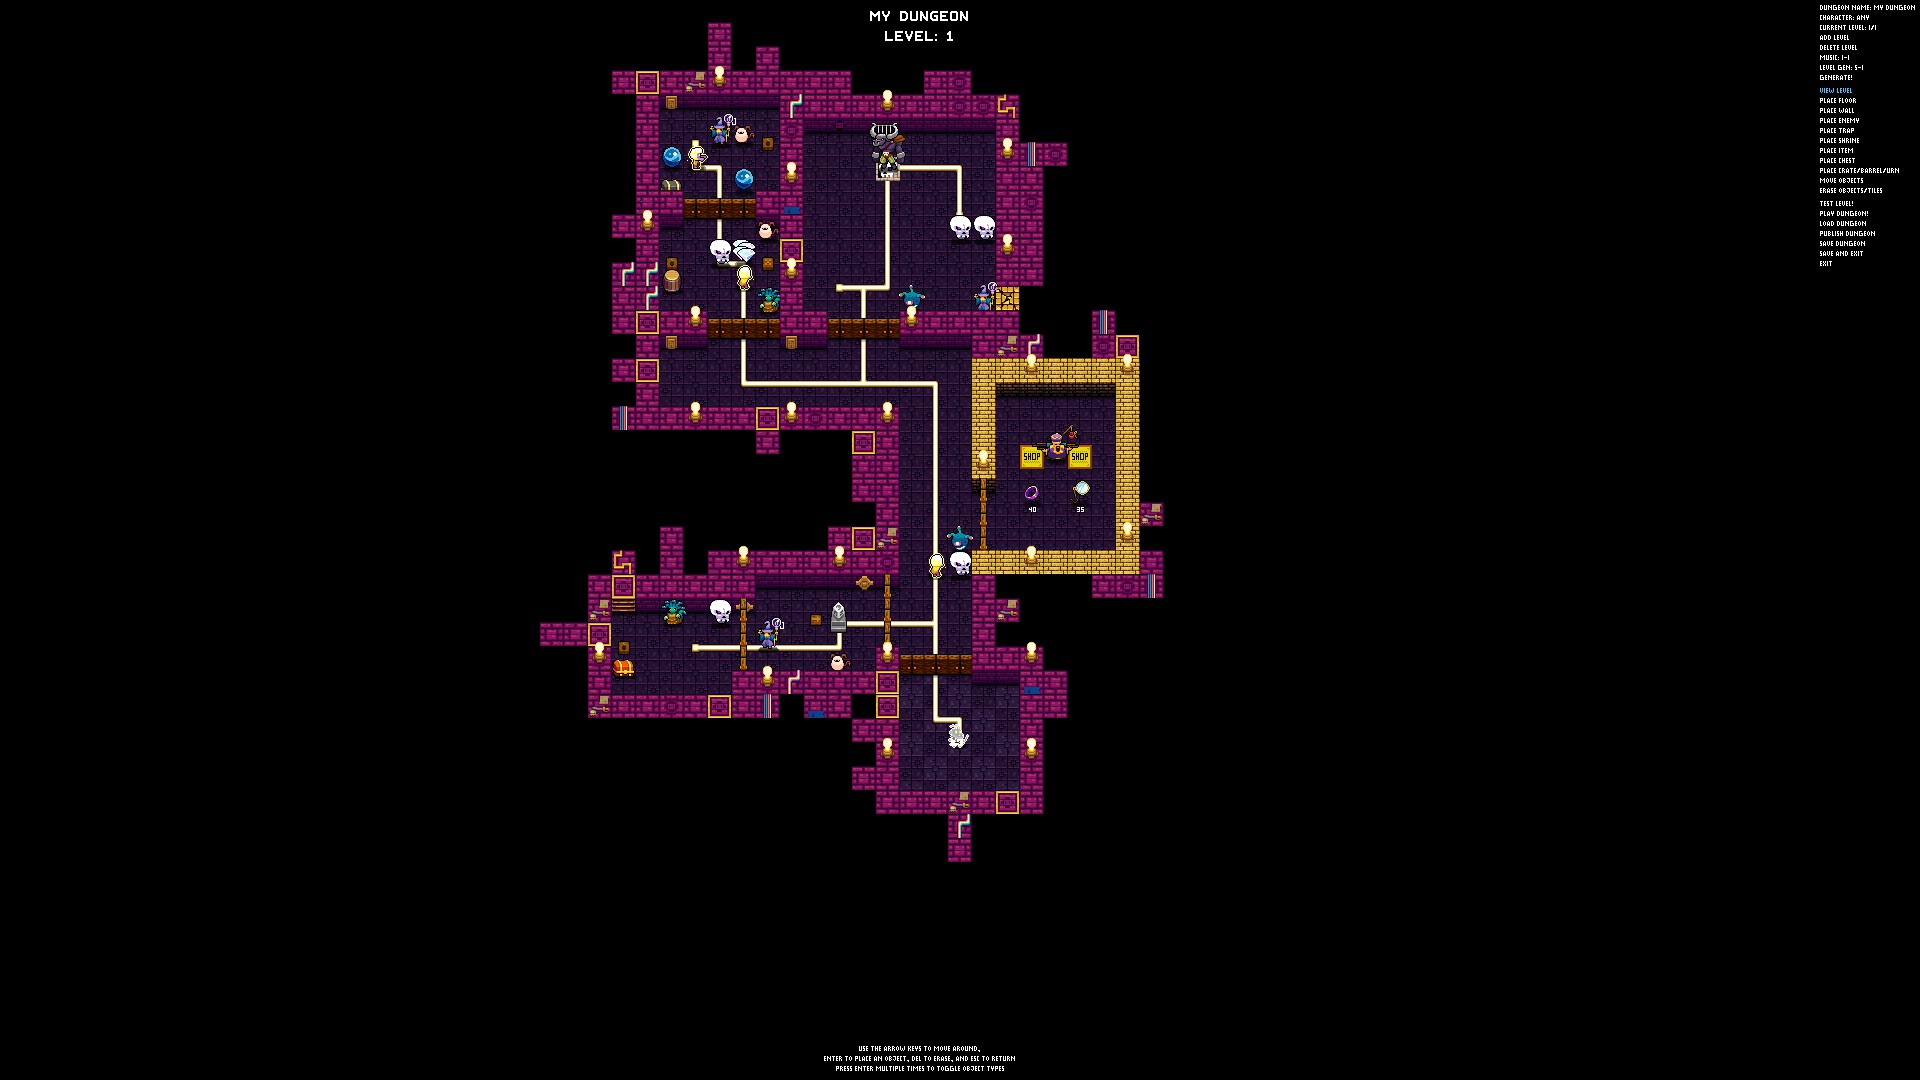 MY DUNGEON
LEVEL: 1
DUNGEON NAME: MY DUNGEON
CHARACTER: ANY
CURRENT LEVEL: 1/1
ADD LEVEL
DELETE LEVEL
MUSIC: 1-1
LEVEL GEN: 5-1
GENERATE!
VIEW LEVEL
PLACE FLOOR
PLACE WALL
PLACE ENEMY
PLACE TRAP
PLACE SHRINE
PLACE ITEM
PLACE CHEST
PLACE CRATE/BARREL/URN
MOVE OBJECTS
ERASE OBJECTS/TILES
TEST LEVEL!
PLAY DUNGEON!
LOAD DUNGEON
PUBLISH DUNGEON
SAVE DUNGEON
SAVE AND EXIT
EXIT
SHOP SHOP
40 35
USE THE ARROW KEYS TO MOVE AROUND,
ENTER TO PLACE AN OBJECT, DEL TO ERASE, AND ESC TO RETURN
PRESS ENTER MULTIPLE TIMES TO TOGGLE OBJECT TYPES